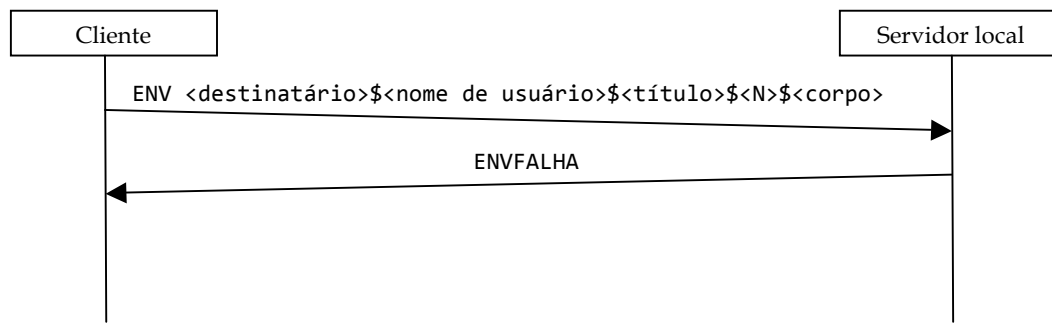 Cliente
Servidor local
ENV <destinatário>$<nome de usuário>$<título>$<N>$<corpo>
ENVFALHA